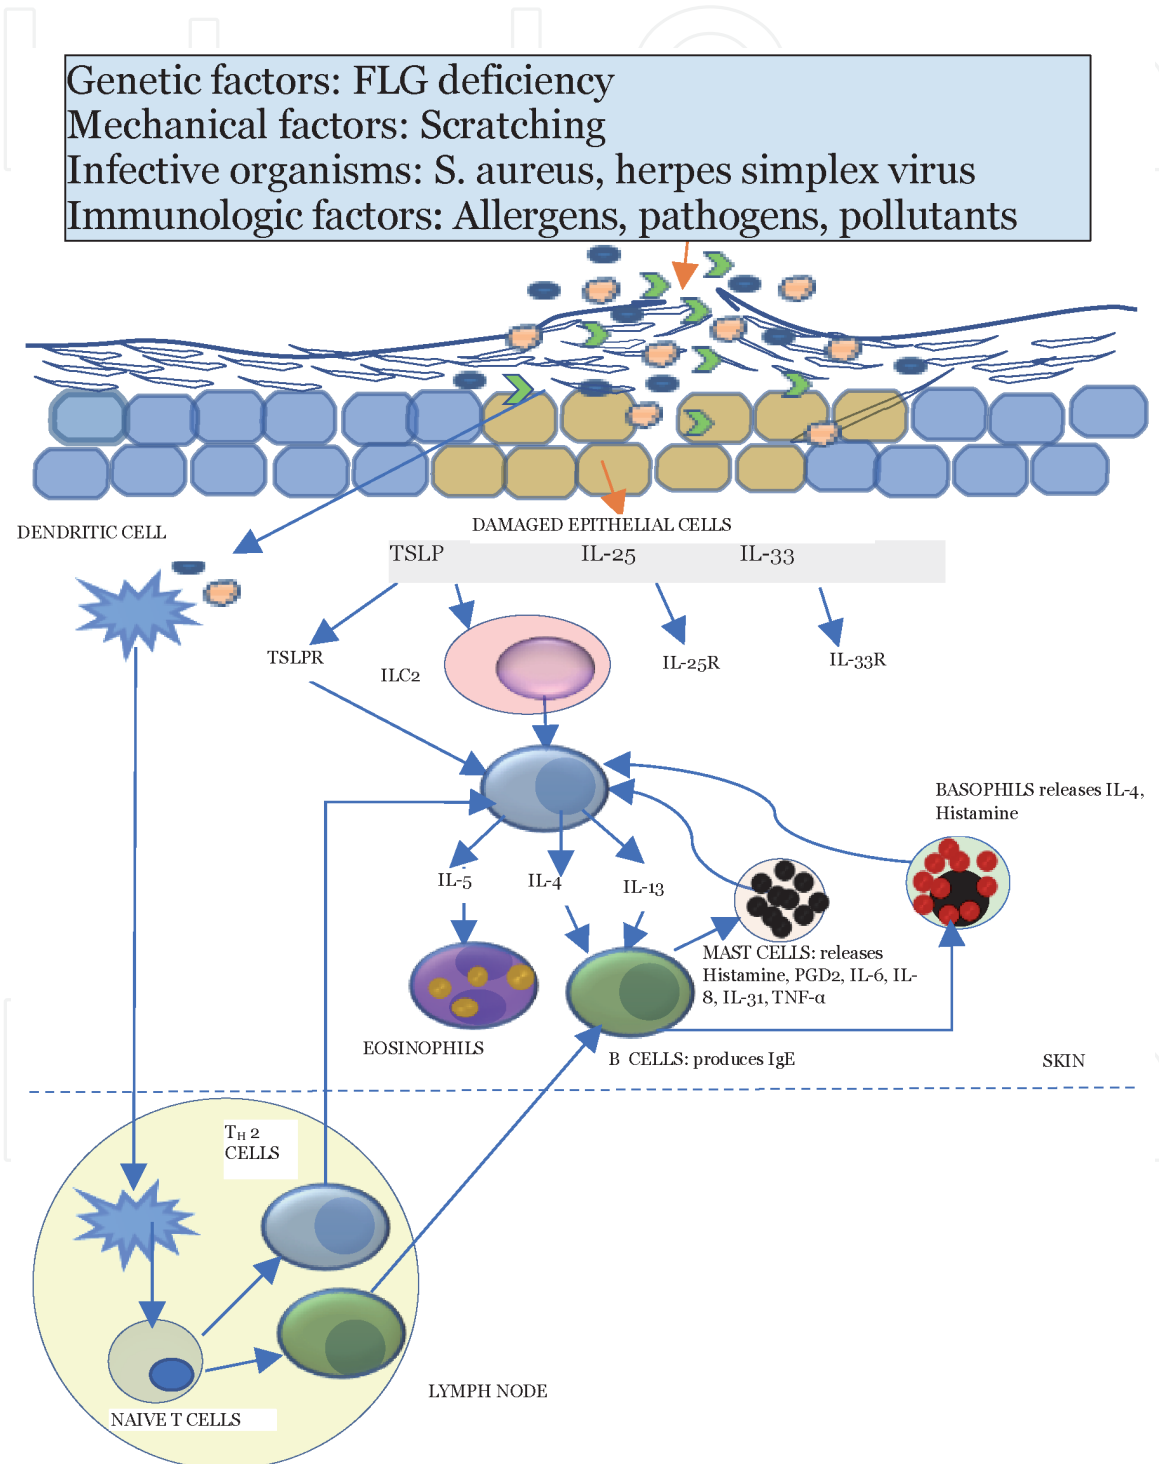 Genetic factors: FLG deficiency
Mechanical factors: Scratching
Infective organisms: S. aureus, herpes simplex virus
Immunologic factors: Allergens, pathogens, pollutants
DENDRITIC CELL
DAMAGED EPITHELIAL CELLS
TSLP IL-25 IL-33
TSLPR
ILC2
IL-25R
IL-33R
BASOPHILS releases IL-4,
Histamine
IL-5
IL-4
IL-13
MAST CELLS: releases
Histamine, PGD2, IL-6, IL-
8, IL-31, TNF-α
EOSINOPHILS
B CELLS: produces IgE
SKIN
TH 2
CELLS
LYMPH NODE
NAIVE T CELLS